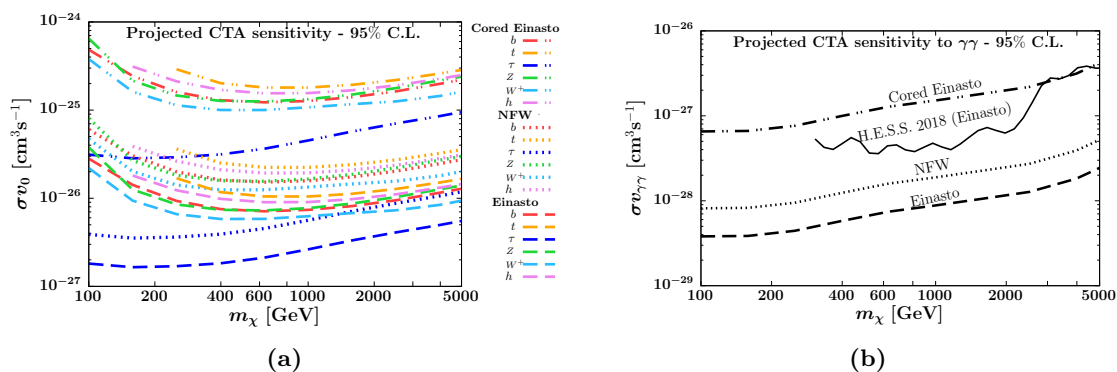 Projected CTA sensitivity - 95% C.L.
10⁻²⁴
10⁻²⁵
10⁻²⁶
10⁻²⁷
σv₀ [cm³s⁻¹]
100
200
400
600
1000
2000
5000
mχ [GeV]
Cored Einasto
b
t
τ
Z
W⁺
h
NFW
b
t
τ
Z
W⁺
h
Einasto
b
t
τ
Z
W⁺
h
(a)
Projected CTA sensitivity to γγ - 95% C.L.
10⁻²⁶
10⁻²⁷
10⁻²⁸
10⁻²⁹
σvγγ [cm³s⁻¹]
Cored Einasto
H.E.S.S. 2018 (Einasto)
NFW
Einasto
100
200
400
600
1000
2000
5000
mχ [GeV]
(b)